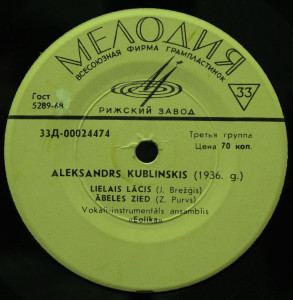 МЕЛОДИЯ
ВСЕСОЮЗНАЯ ФИРМА ГРАМПЛАСТИНОК
Гост
5289-68
33
РИЖСКИЙ ЗАВОД
33Д-00024474
Третья группа
Цена 70 коп.
ALEKSANDRS KUBLINSKIS (1936. g.)
LIELAIS LĀCIS (J. Brežģis)
ĀBELES ZIED (Z. Purvs)
Vokāli-instrumentāls ansamblis
«Eolika»